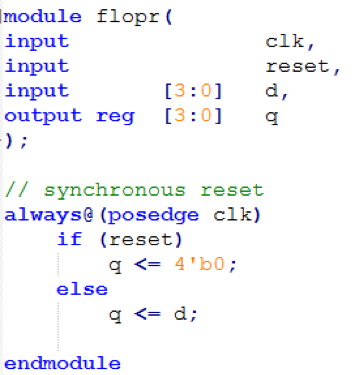 module flopr(
input clk,
input reset,
input [3:0] d,
output reg [3:0] q
);
// synchronous reset
always@(posedge clk)
if (reset)
q <= 4'b0;
else
q <= d;
endmodule